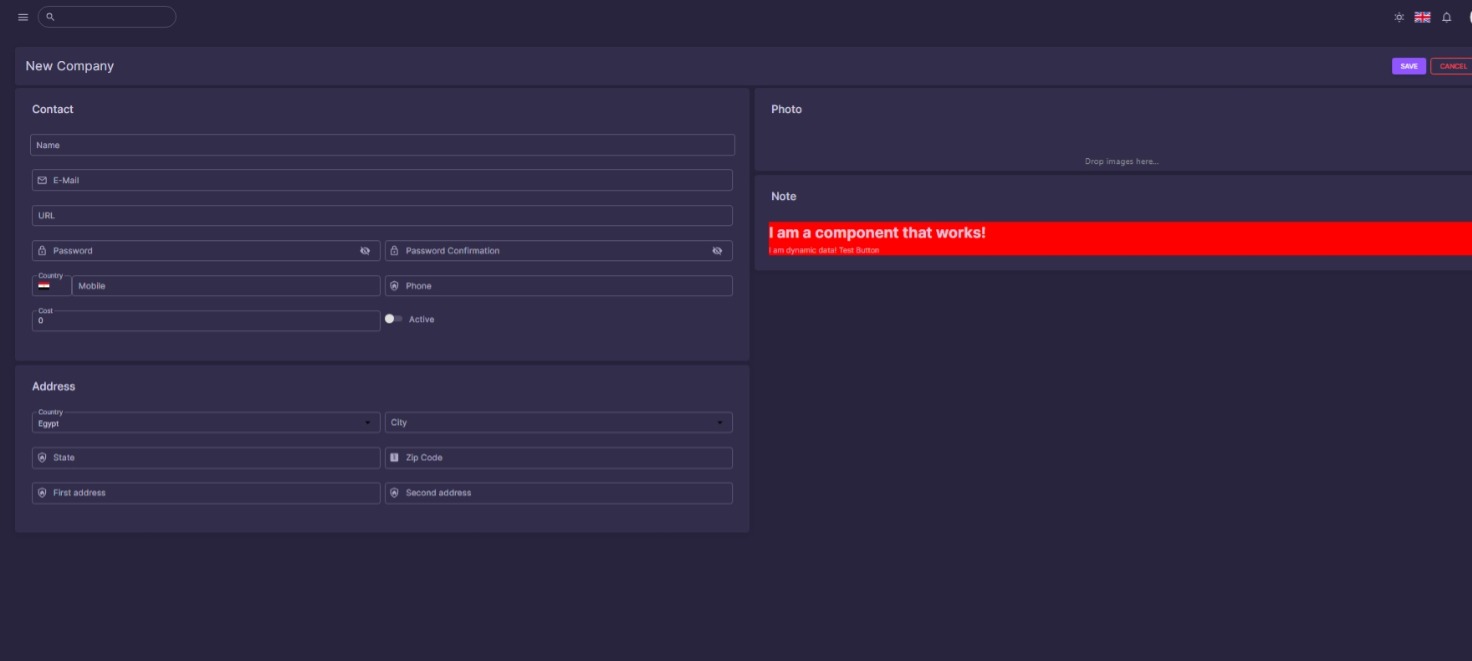 New Company
SAVE
CANCEL
Contact
Name
E-Mail
URL
Password
Password Confirmation
Country
Mobile
Phone
Cost
0
Active
Address
Country
Egypt
City
State
Zip Code
First address
Second address
Photo
Drop images here...
Note
I am a component that works!
I am dynamic data! Test Button